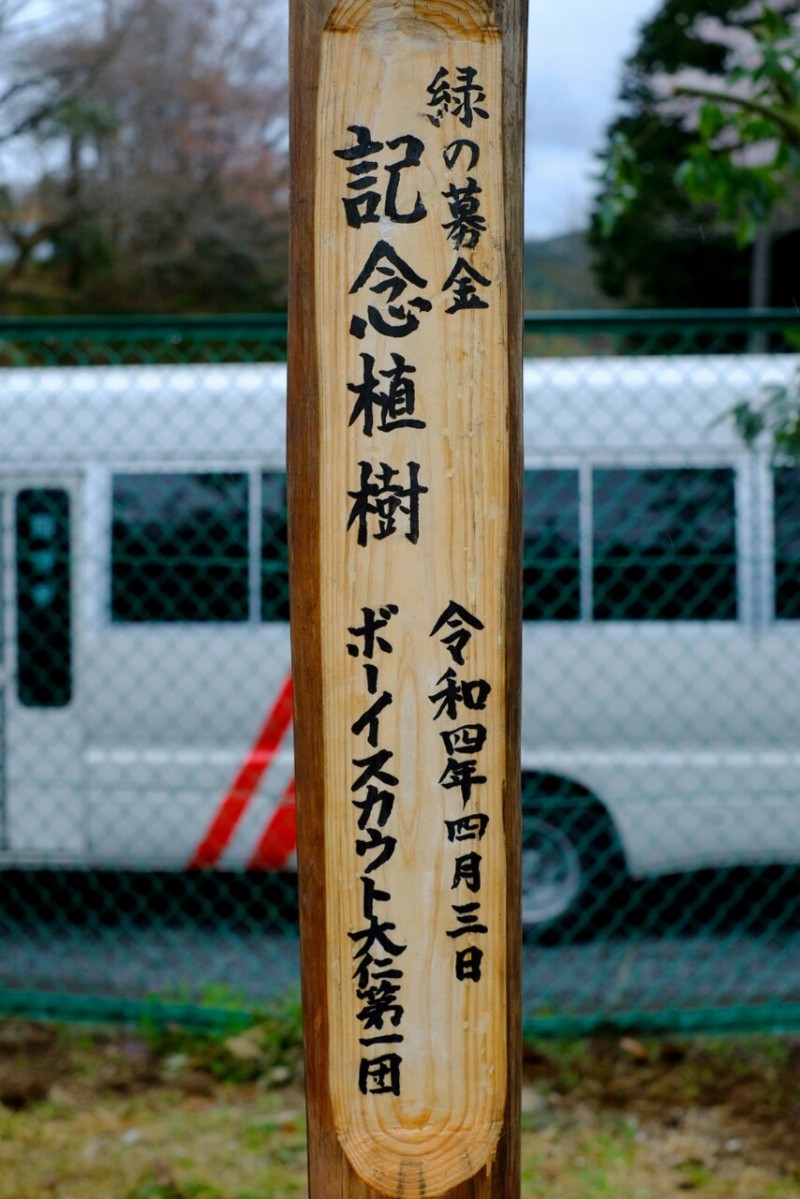 緑の募金
記念植樹
令和四年四月三日
ボーイスカウト大仁第一団